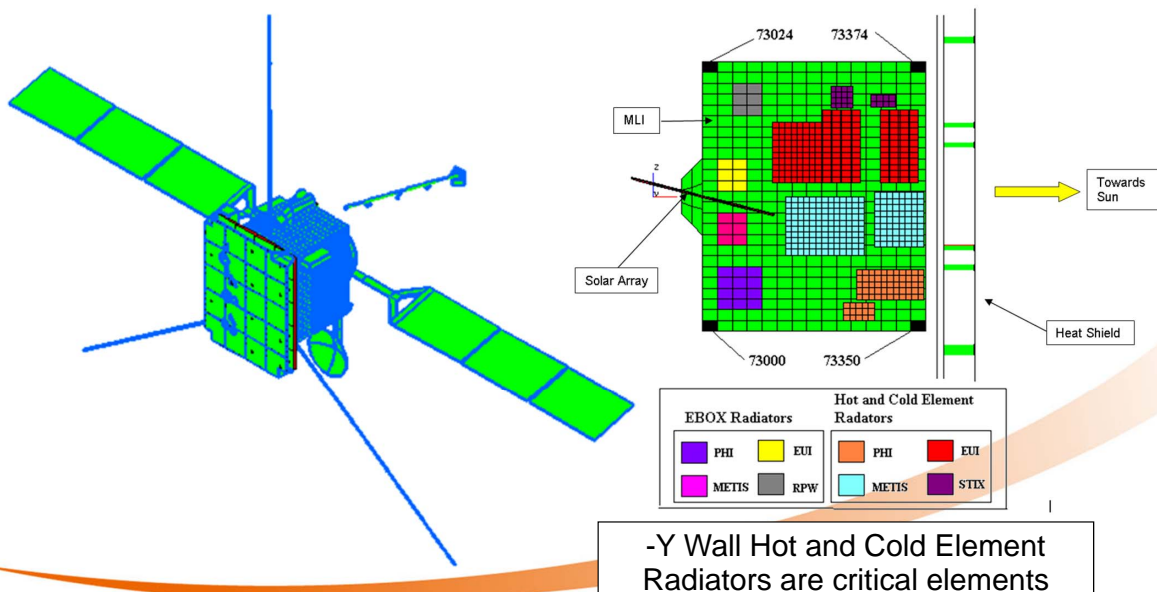 73024 73374
MLI
z
Y
Towards
Sun
Solar Array
Heat Shield
73000 73350
EBOX Radiators
Hot and Cold Element
Radators
PHI EUI
METIS RPW
PHI EUI
METIS STIX
-Y Wall Hot and Cold Element
Radiators are critical elements